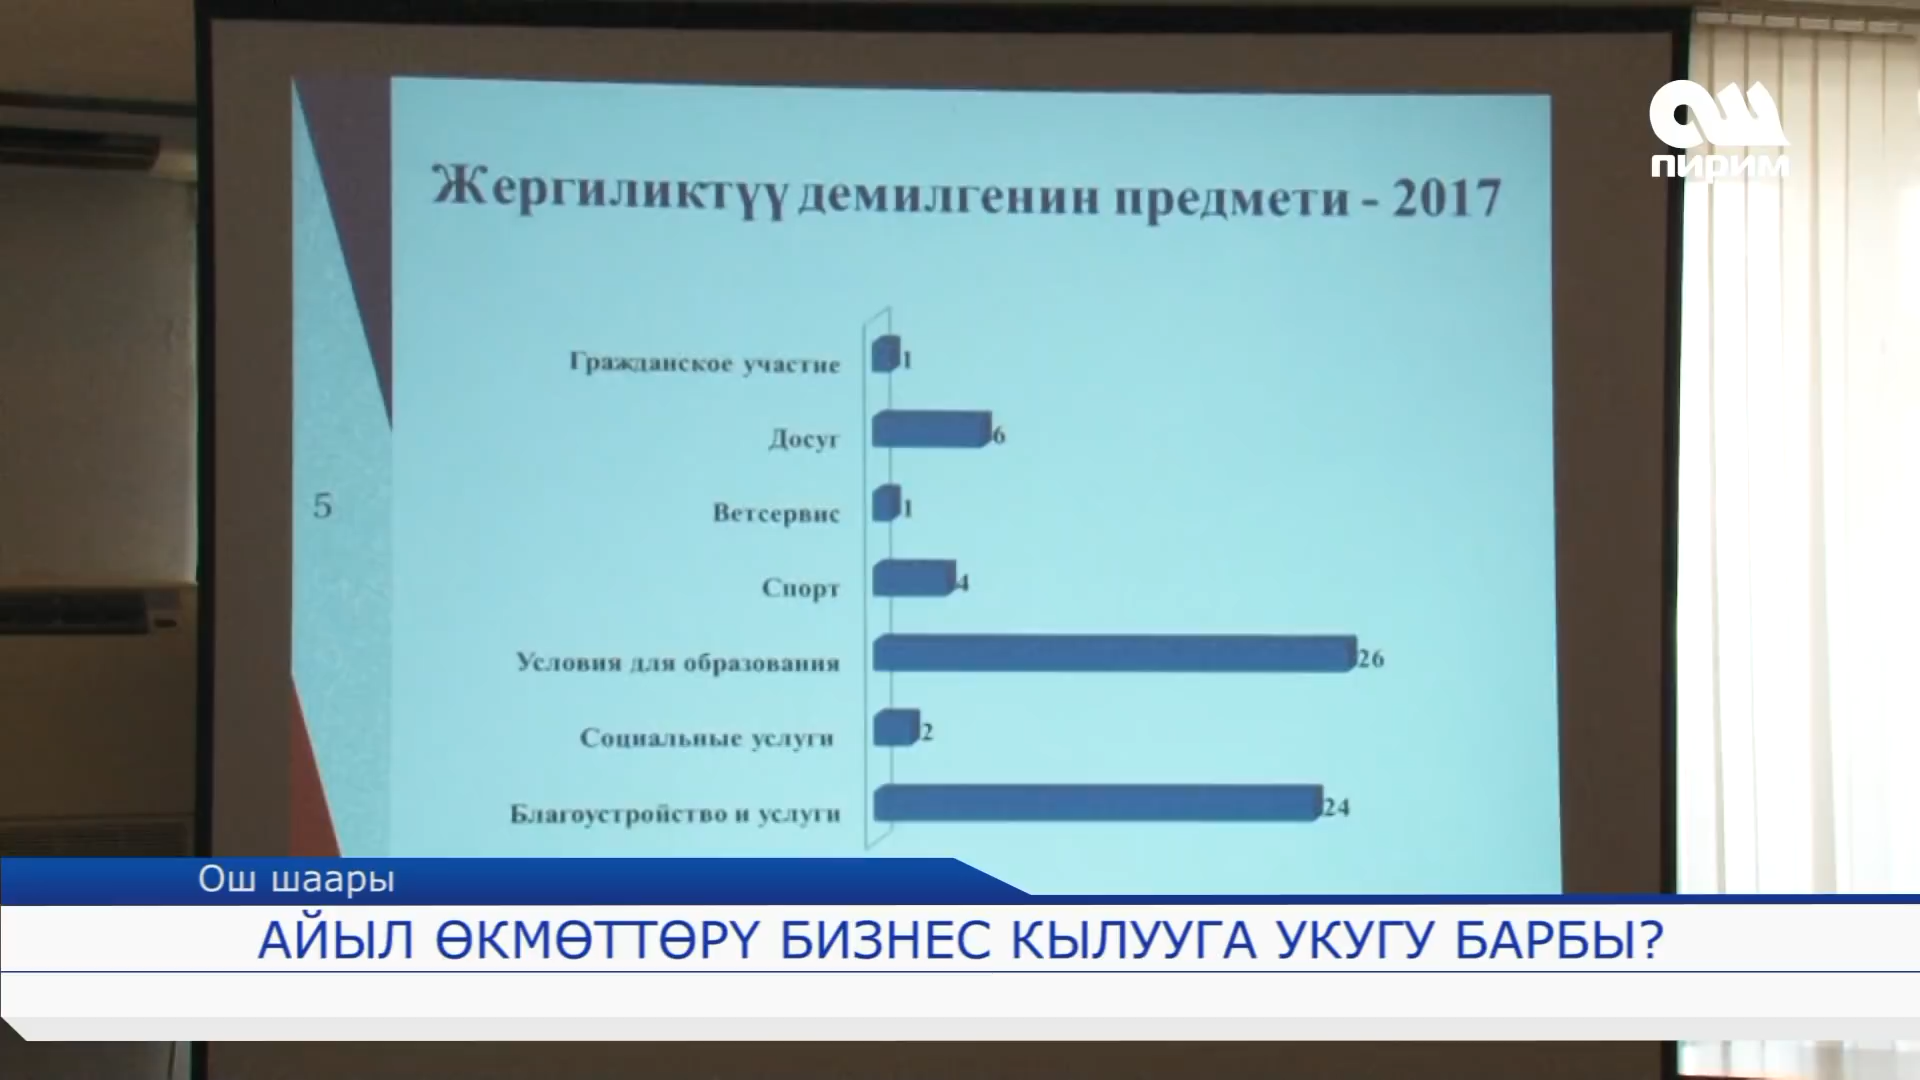 ОШ
ПИРИМ
Жергиликтүү демилгенин предмети - 2017
Гражданское участие 1
Досуг 6
Ветсервис 1
5
Спорт 4
Условия для образования 26
Социальные услуги 2
Благоустройство и услуги 24
Ош шаары
АЙЫЛ ӨКМӨТТӨРҮ БИЗНЕС КЫЛУУГА УКУГУ БАРБЫ?